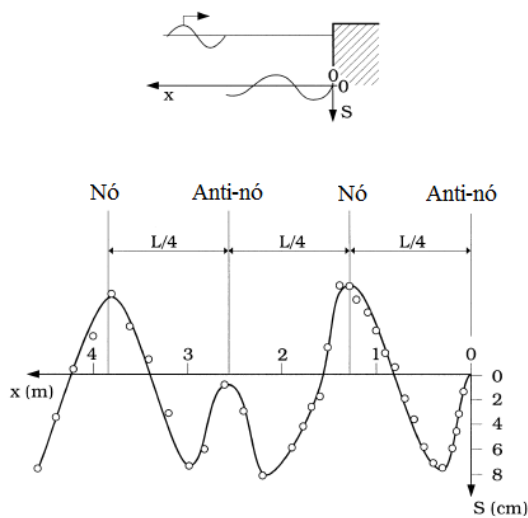 0
0
x
S
Nó Anti-nó Nó Anti-nó
L/4 L/4 L/4
4 3 2 1 0
x (m)
0
2
4
6
8
S (cm)